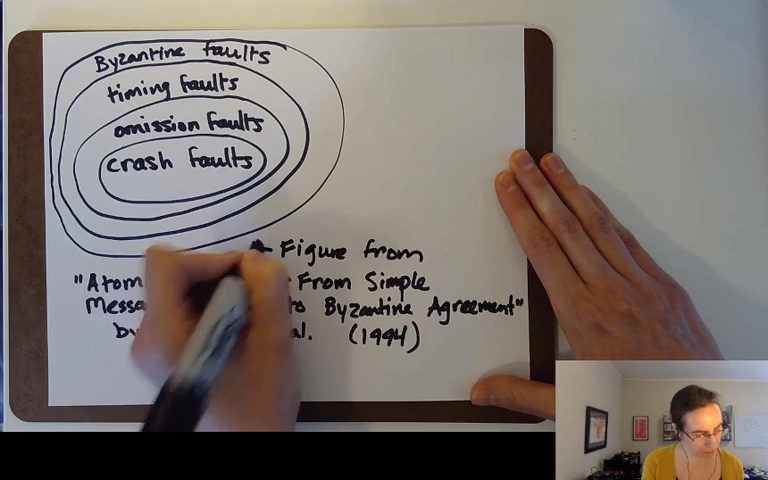 Byzantine faults
timing faults
omission faults
crash faults
Figure from
"Atom From Simple
Messa to Byzantine Agreement"
by al. (1994)